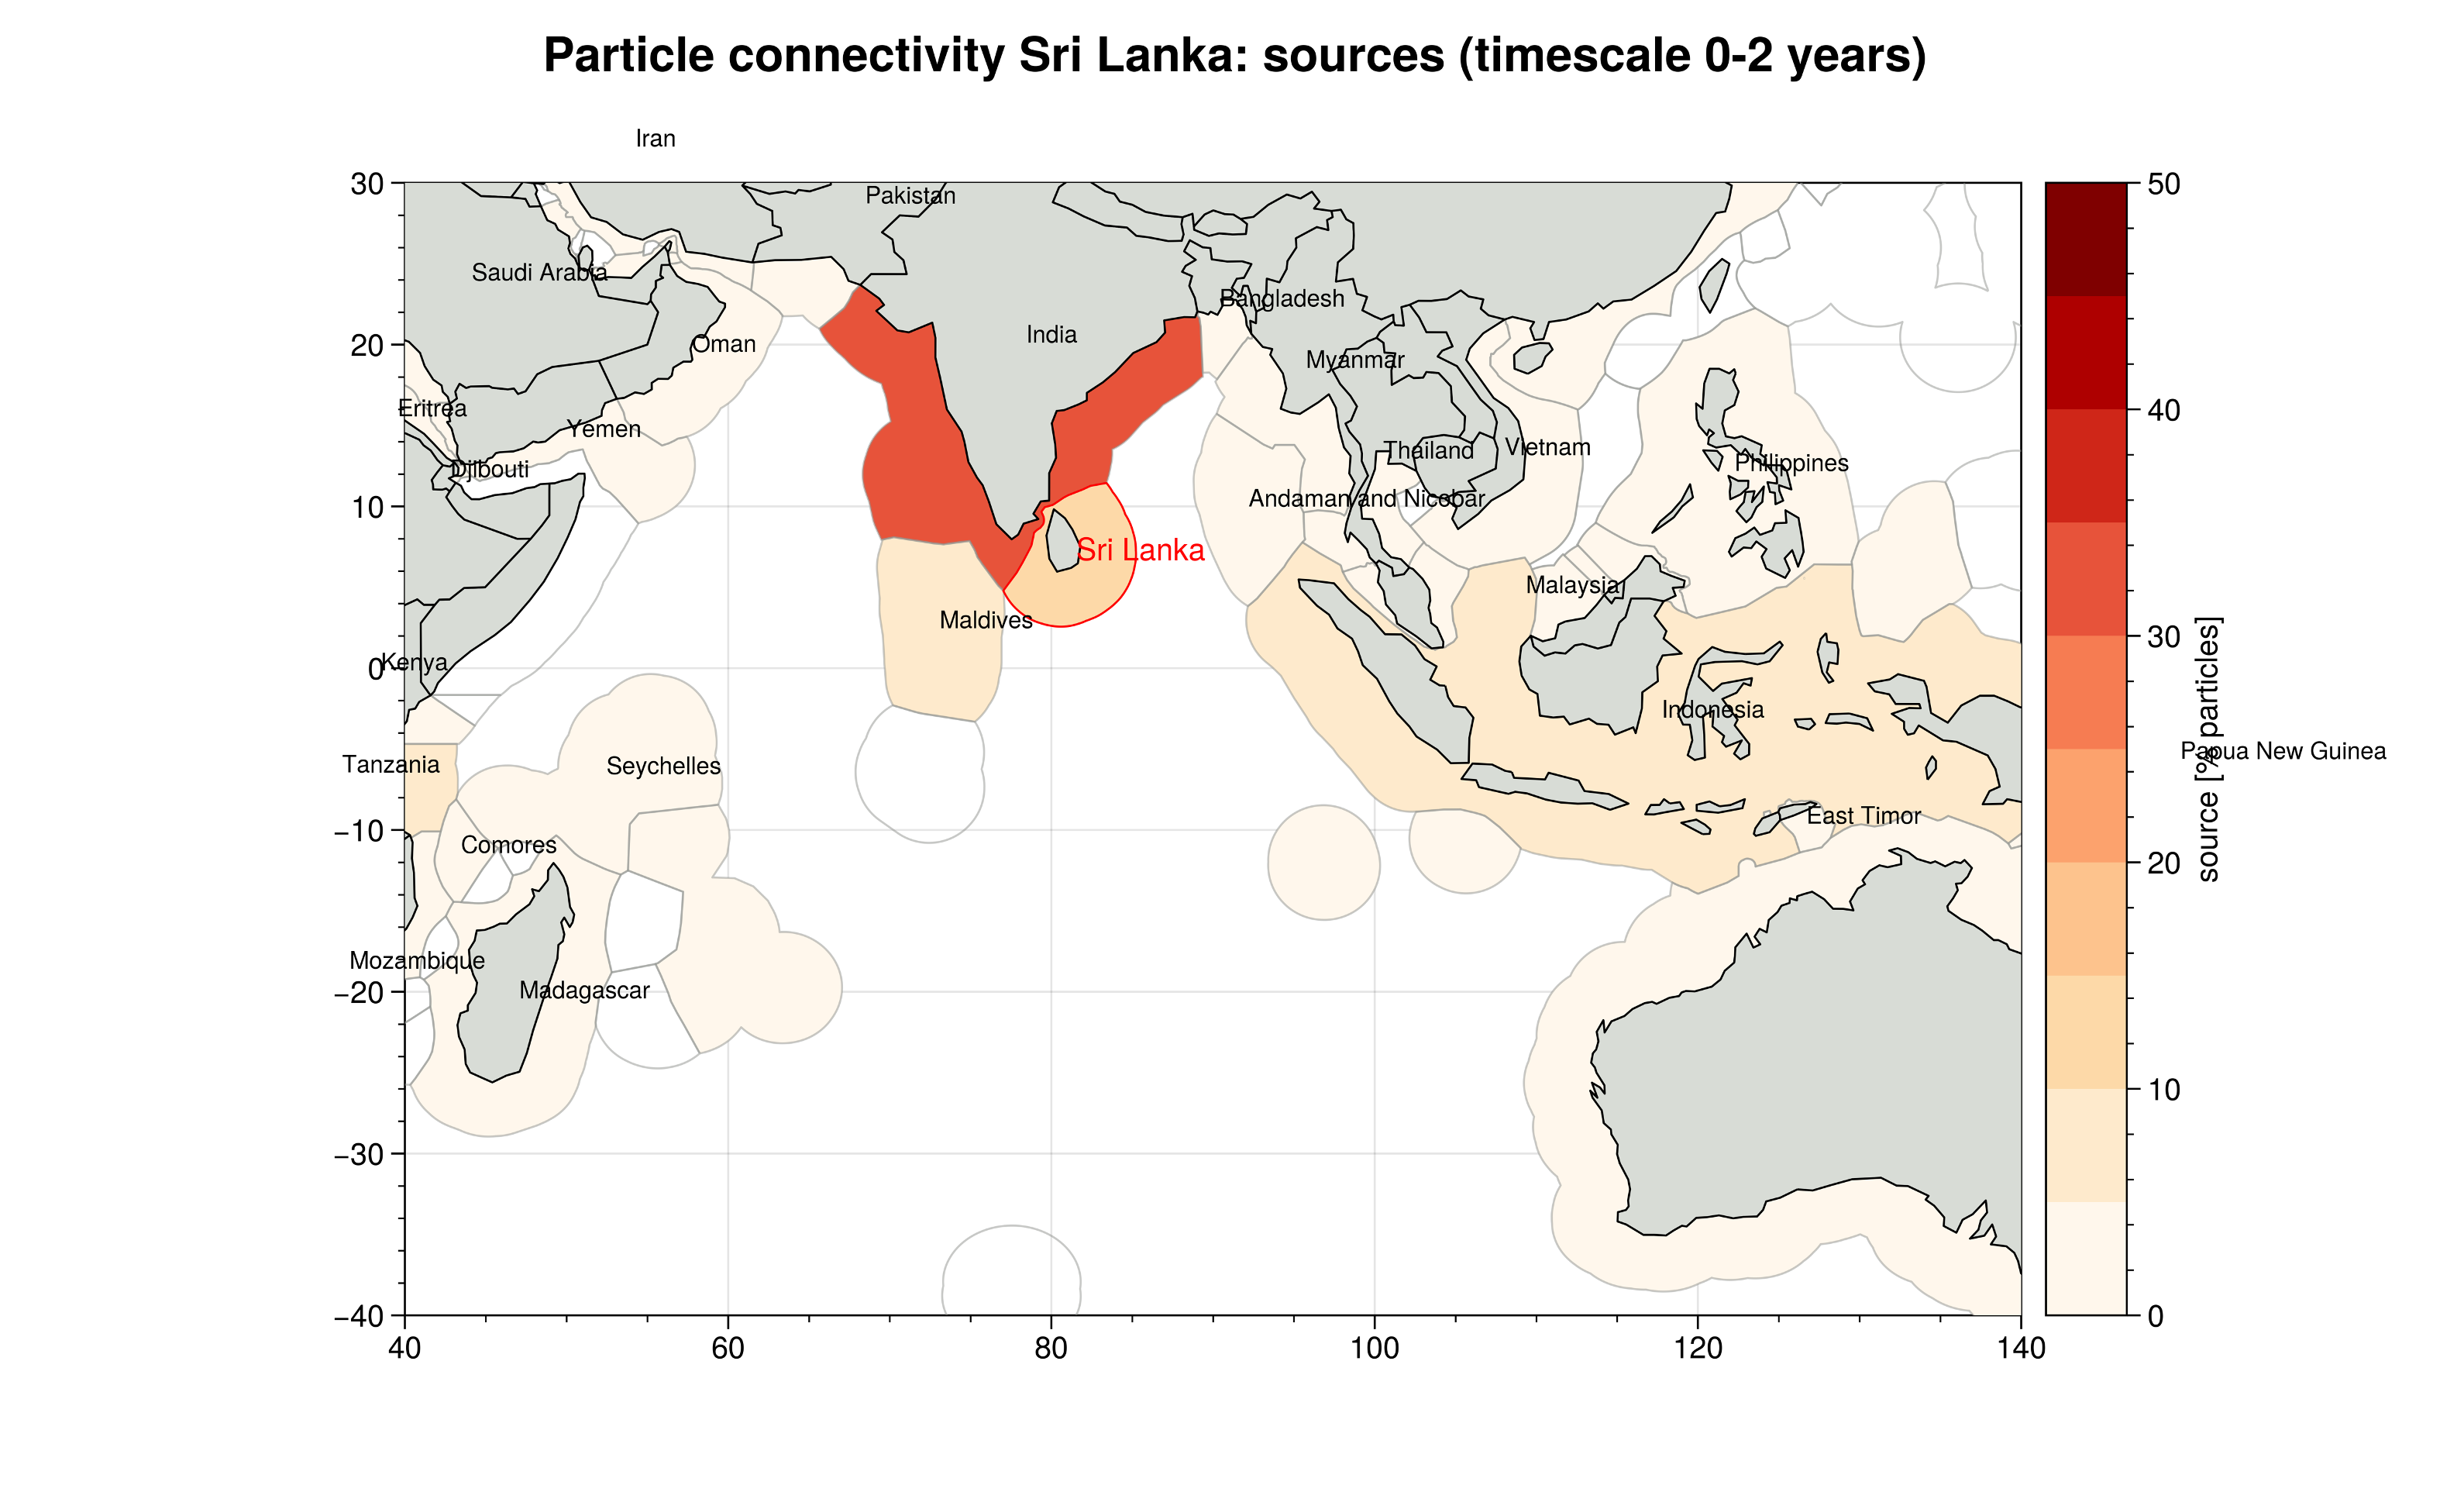 Particle connectivity Sri Lanka: sources (timescale 0-2 years)
Iran
30
Pakistan
50
Saudi Arabia
Bangladesh
India
20
Oman
Myanmar
Eritrea
40
Yemen
Thailand
Vietnam
Djibouti
Philippines
10
Andaman and Nicobar
Sri Lanka
Malaysia
Maldives
30
0
Kenya
Indonesia
source [% particles]
Papua New Guinea
Tanzania
Seychelles
−10
East Timor
Comores
20
Mozambique
−20
Madagascar
10
−30
−40
0
40
60
80
100
120
140